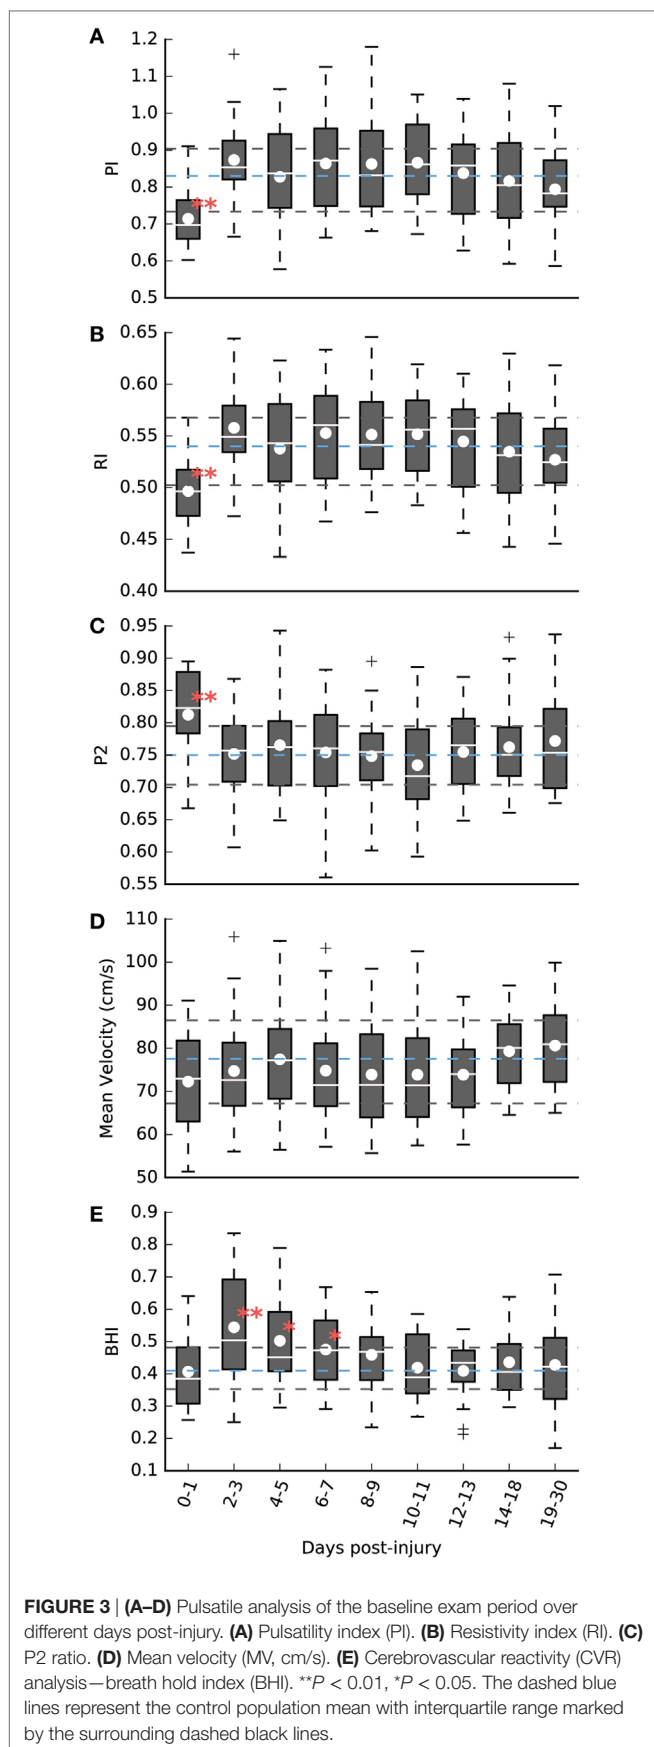 A
1.2
1.1
1.0
0.9
0.8
0.7
0.6
0.5
PI
**
B
0.65
0.60
0.55
0.50
0.45
0.40
RI
**
C
0.95
0.90
0.85
0.80
0.75
0.70
0.65
0.60
0.55
P2
**
D
110
100
90
80
70
60
50
Mean Velocity (cm/s)
E
0.9
0.8
0.7
0.6
0.5
0.4
0.3
0.2
0.1
BHI
** * *
0-1 2-3 4-5 6-7 8-9 10-11 12-13 14-18 19-30
Days post-injury
FIGURE 3 | (A–D) Pulsatile analysis of the baseline exam period over
different days post-injury. (A) Pulsatility index (PI). (B) Resistivity index (RI). (C)
P2 ratio. (D) Mean velocity (MV, cm/s). (E) Cerebrovascular reactivity (CVR)
analysis—breath hold index (BHI). **P < 0.01, *P < 0.05. The dashed blue
lines represent the control population mean with interquartile range marked
by the surrounding dashed black lines.